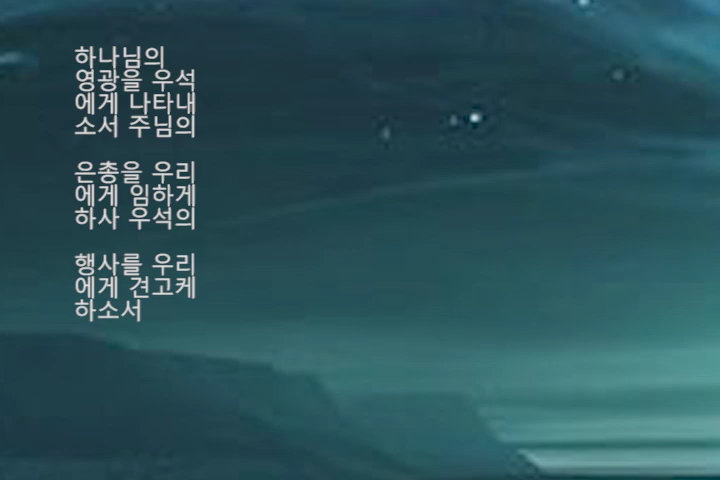 하나님의
영광을 우석
에게 나타내
소서 주님의
은총을 우리
에게 임하게
하사 우석의
행사를 우리
에게 견고케
하소서